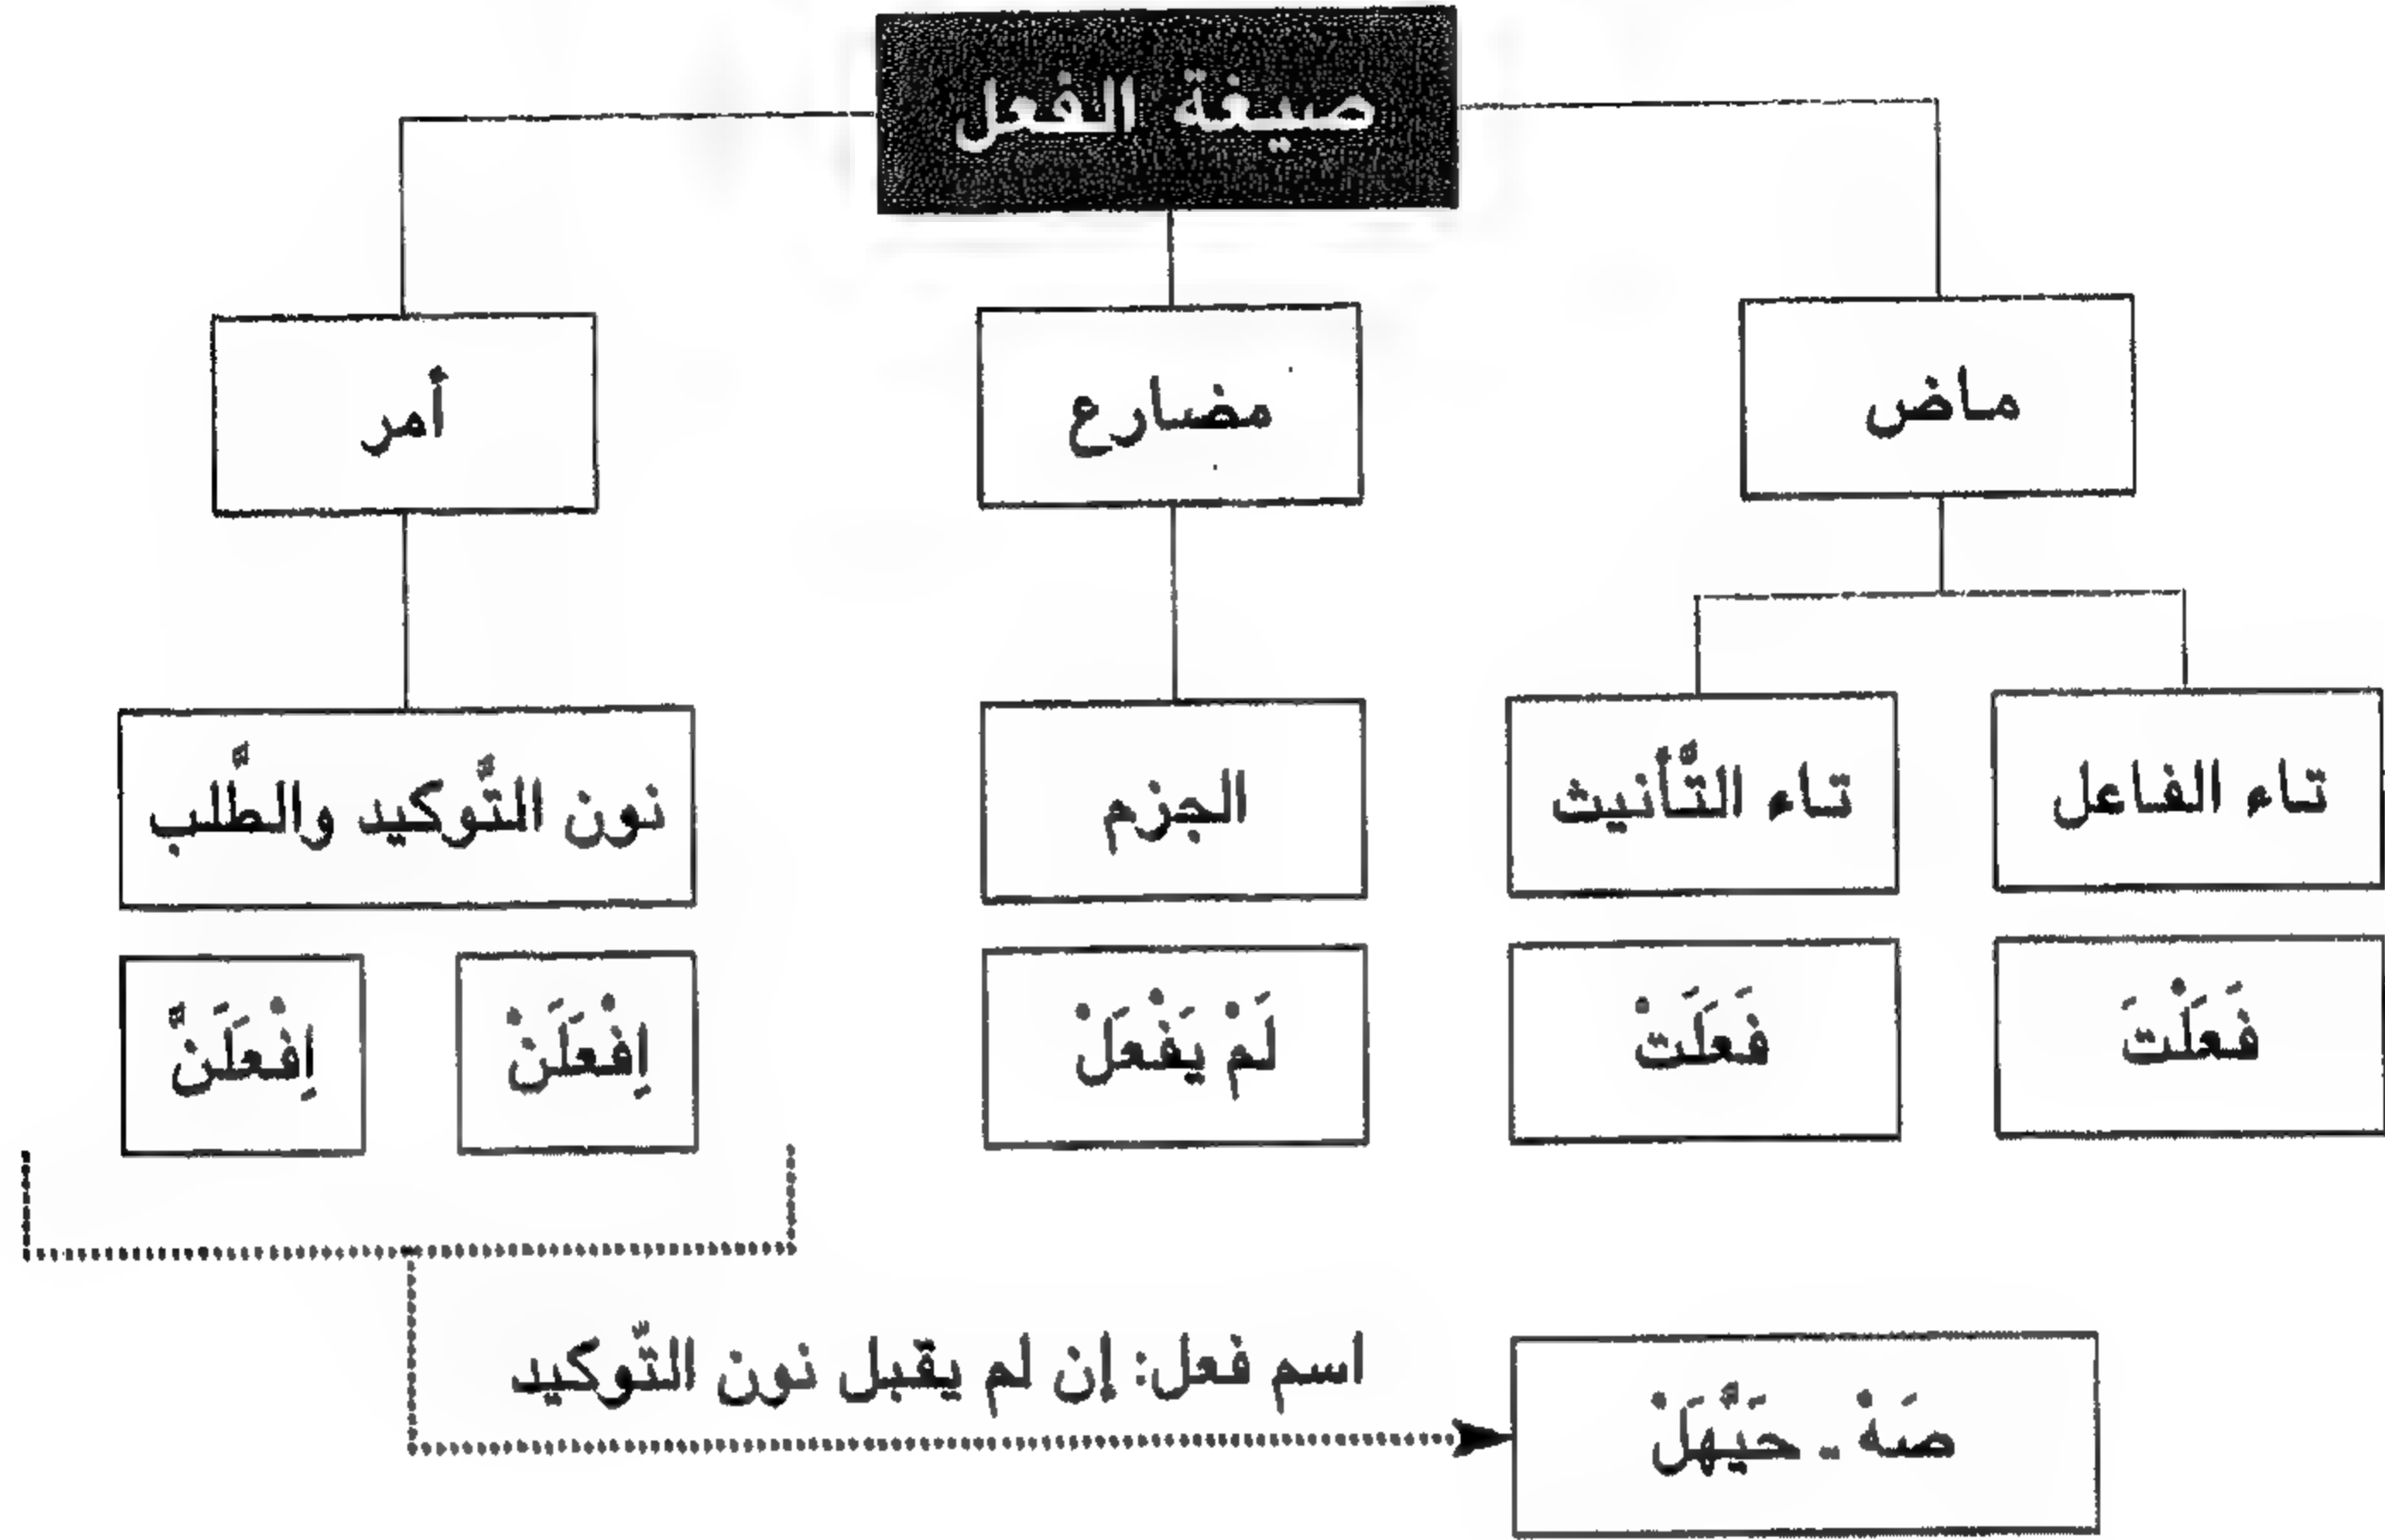 صيغة الفعل
ماض
مضارع
أمر
تاء الفاعل
تاء التَّأنيث
الجزم
نون التَّوكيد والطَّلب
فَعَلْتَ
فَعَلَتْ
لَمْ يَفْعَلْ
اِفْعَلَنْ
اِفْعَلَنَّ
اسم فعل: إن لم يقبل نون التَّوكيد
صَهْ - حَيَّهَلْ